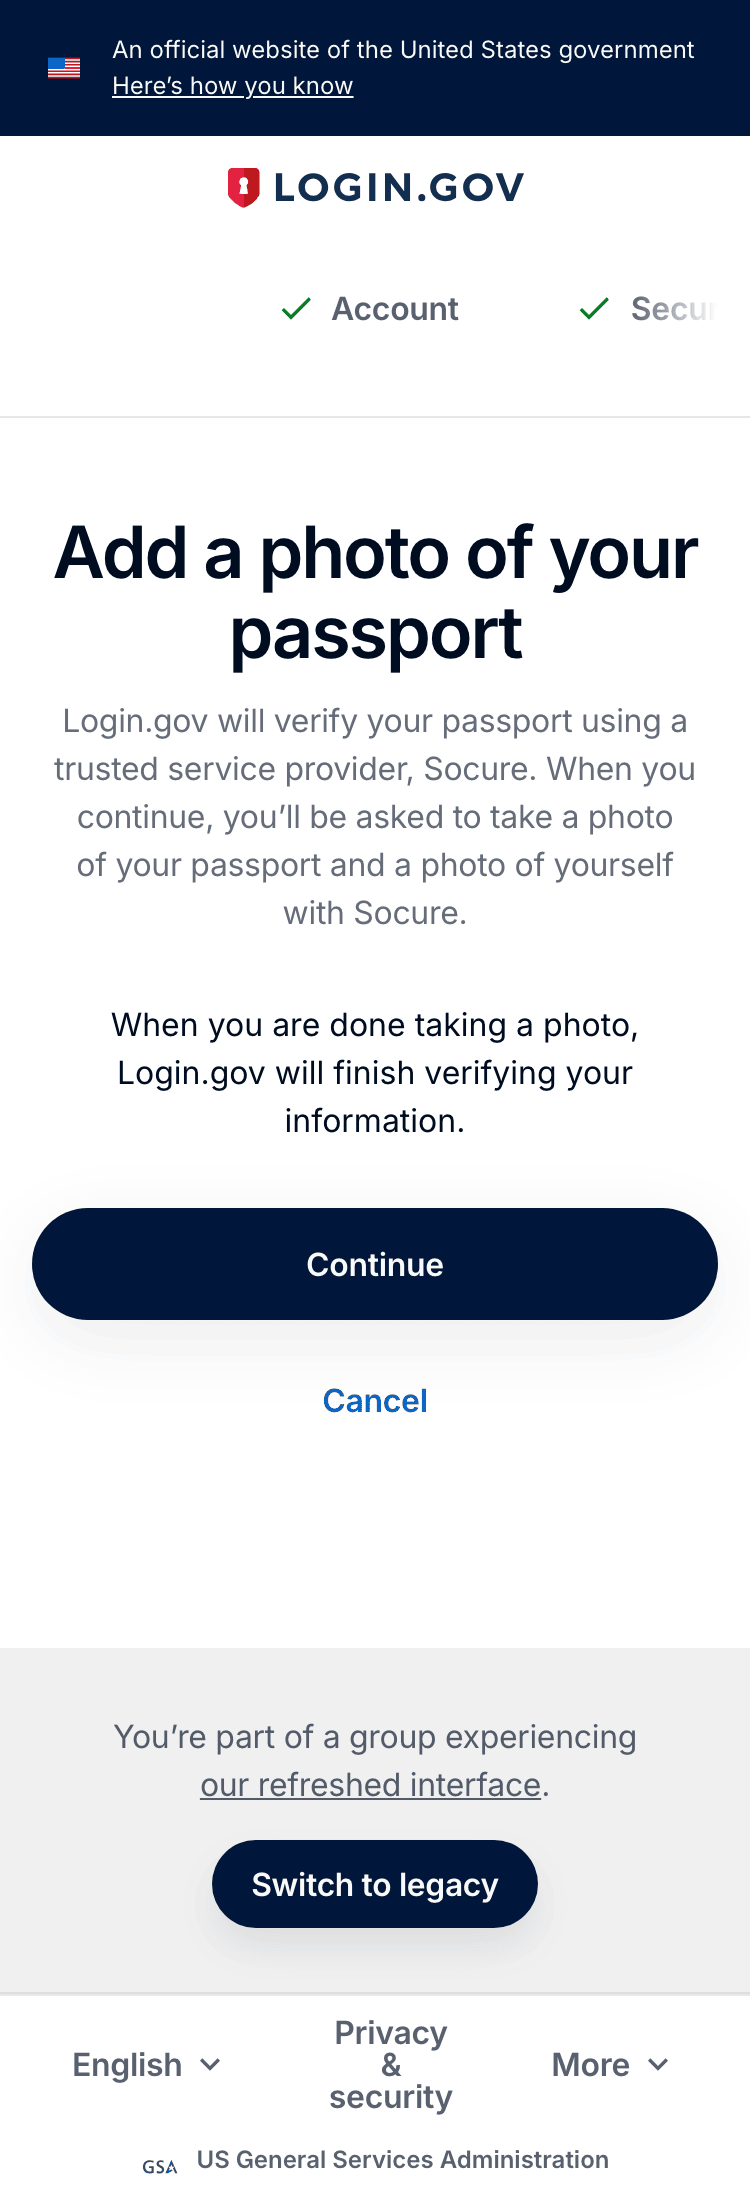 An official website of the United States government
Here’s how you know
LOGIN.GOV
Account
Secur
Add a photo of your
passport
Login.gov will verify your passport using a
trusted service provider, Socure. When you
continue, you’ll be asked to take a photo
of your passport and a photo of yourself
with Socure.
When you are done taking a photo,
Login.gov will finish verifying your
information.
Continue
Cancel
You’re part of a group experiencing
our refreshed interface.
Switch to legacy
English
Privacy
&
security
More
GSA US General Services Administration